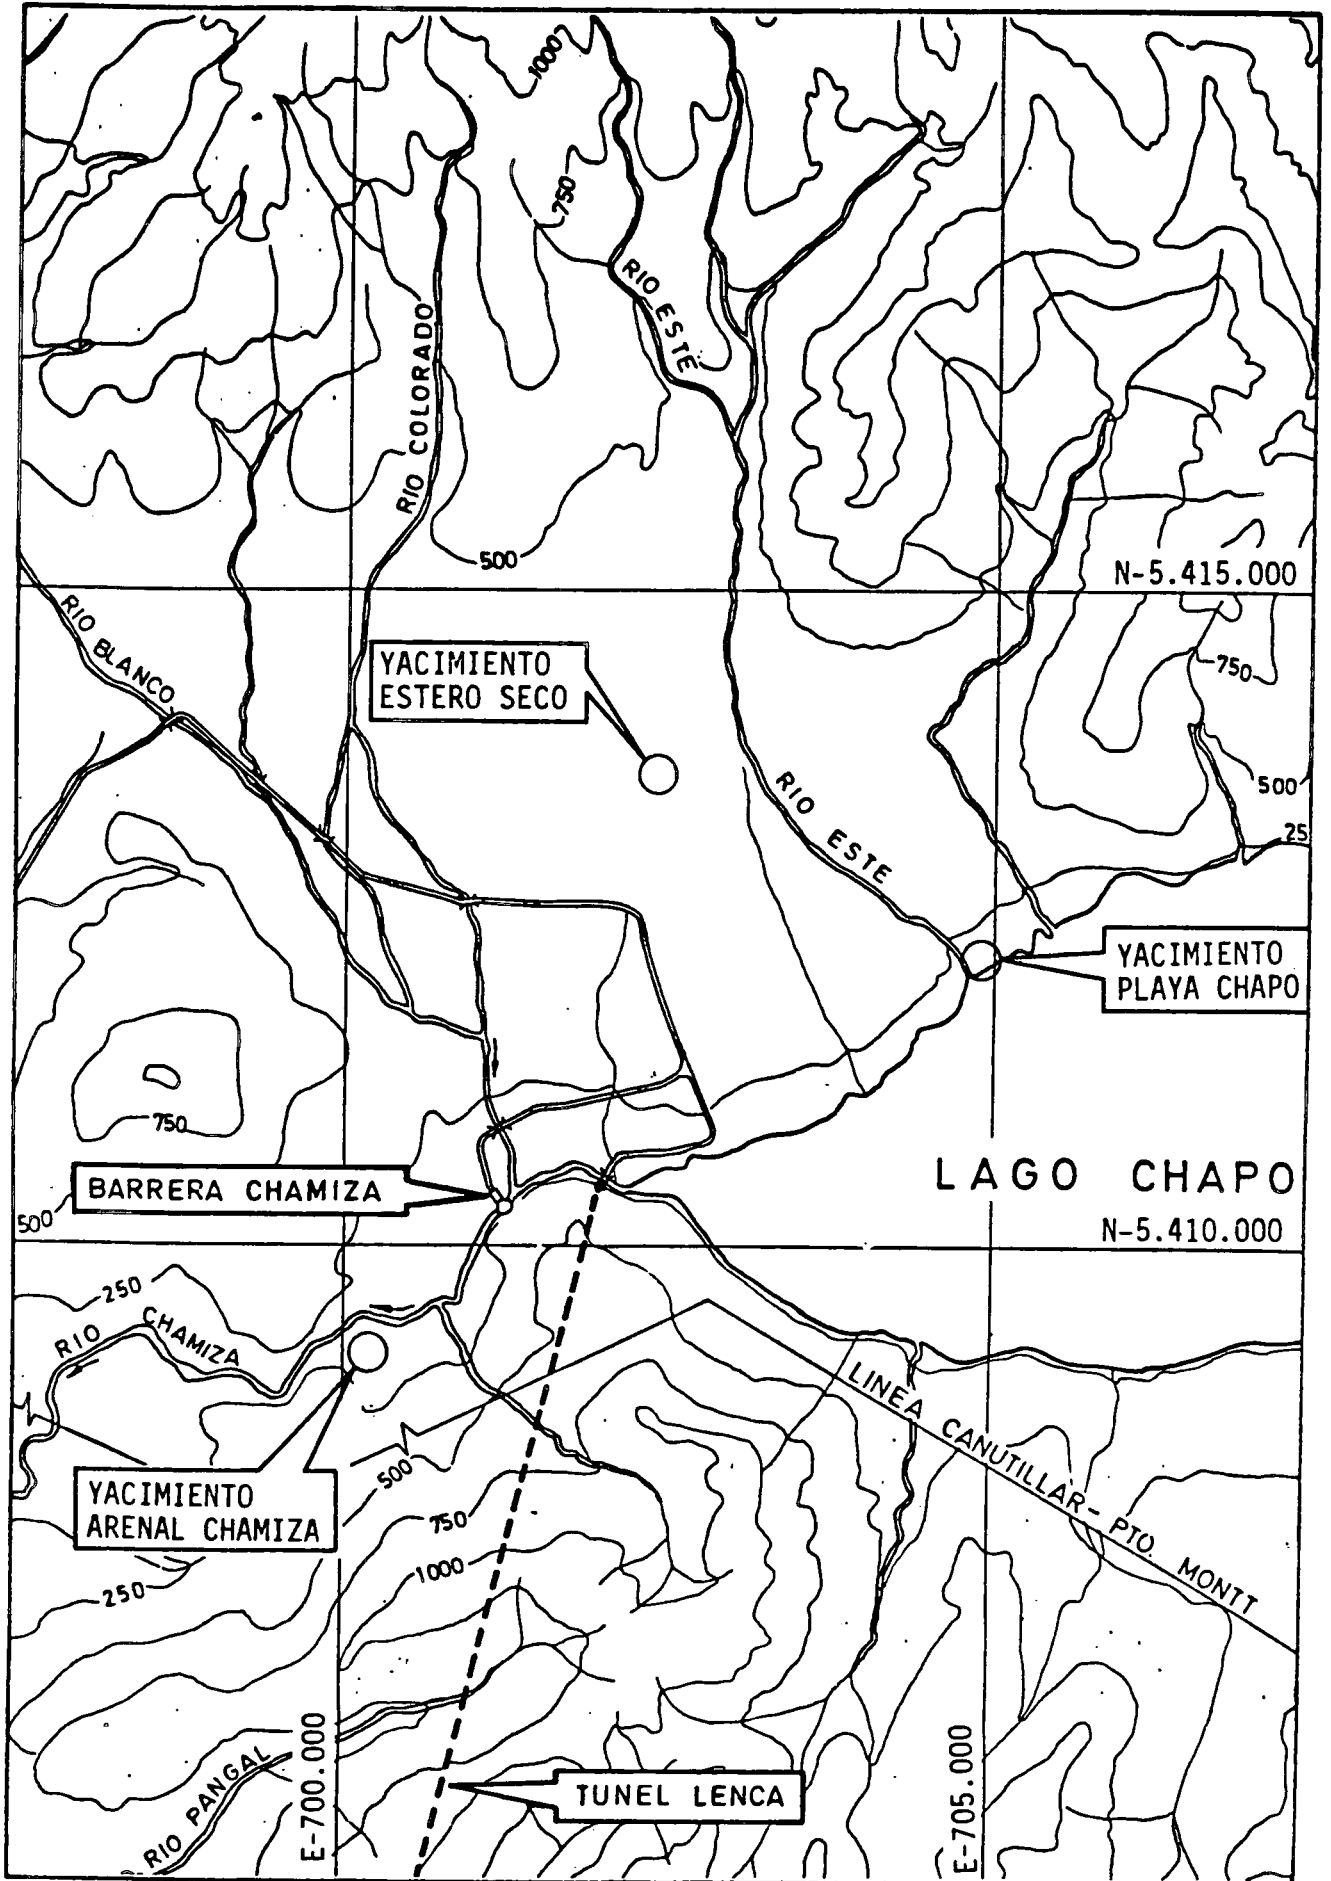 1000
750
RIO ESTE
RIO COLORADO
500
N-5.415.000
RIO BLANCO
YACIMIENTO
ESTERO SECO
750
500
25
RIO ESTE
YACIMIENTO
PLAYA CHAPO
750
BARRERA CHAMIZA
LAGO CHAPO
500
N-5.410.000
250
RIO CHAMIZA
LINEA CANUTILLAR - PTO. MONTT
500
YACIMIENTO
ARENAL CHAMIZA
750
1000
250
E-700.000
E-705.000
RIO PANGAL
TUNEL LENCA